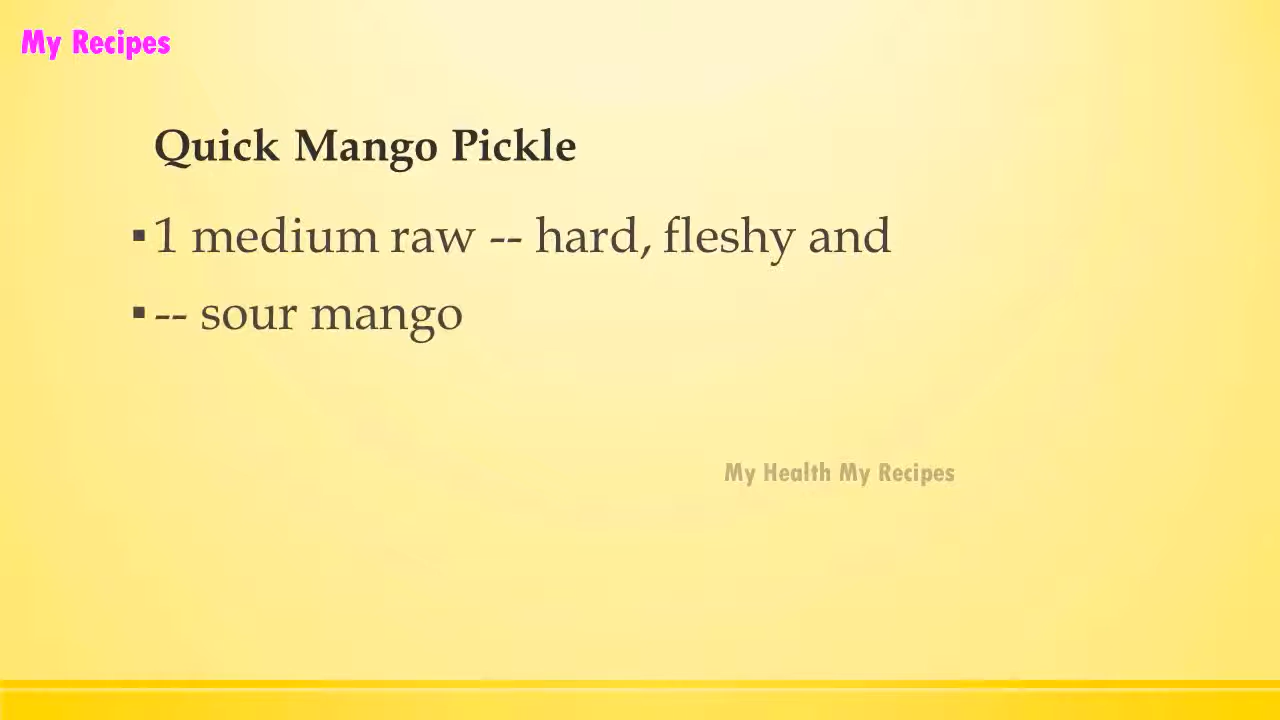 My Recipes
Quick Mango Pickle
▪ 1 medium raw -- hard, fleshy and
▪ -- sour mango
My Health My Recipes